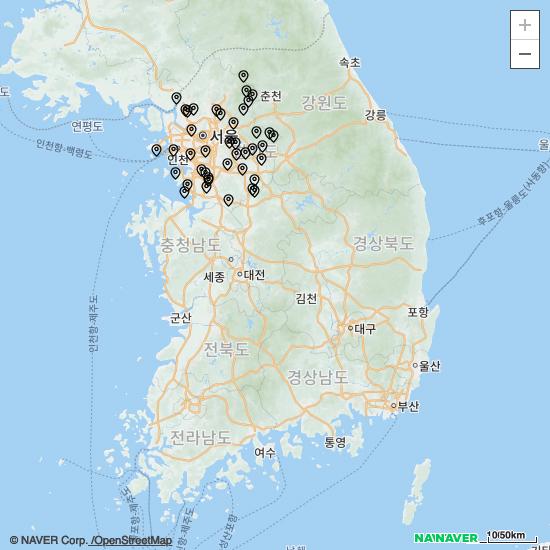 +
−
속초
춘천
강원도
강릉
연평도
서울
인천항-백령도
인천
도
울
후포항-울릉도(사동항)
충청남도
경상북도
세종
대전
인천항-제주도
김천
군산
포항
대구
전북도
울산
경상남도
부산
전라남도
통영
여수
© NAVER Corp. /OpenStreetMap
NAVER
10/50km